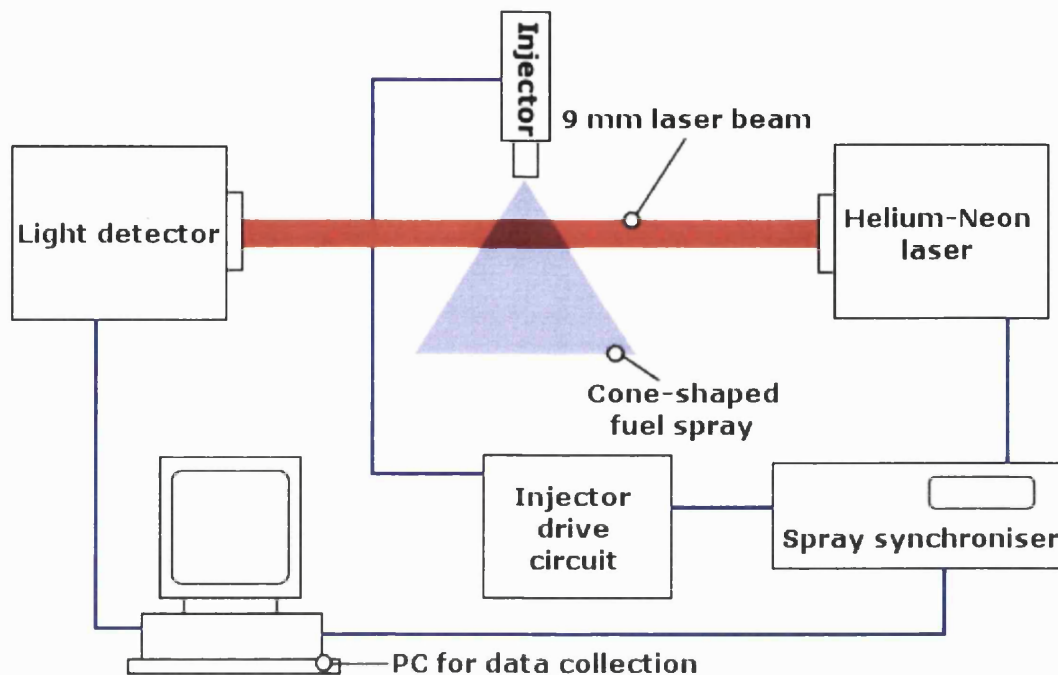 Injector
9 mm laser beam
Light detector
Helium-Neon
laser
Cone-shaped
fuel spray
Injector
drive
circuit
Spray synchroniser
PC for data collection